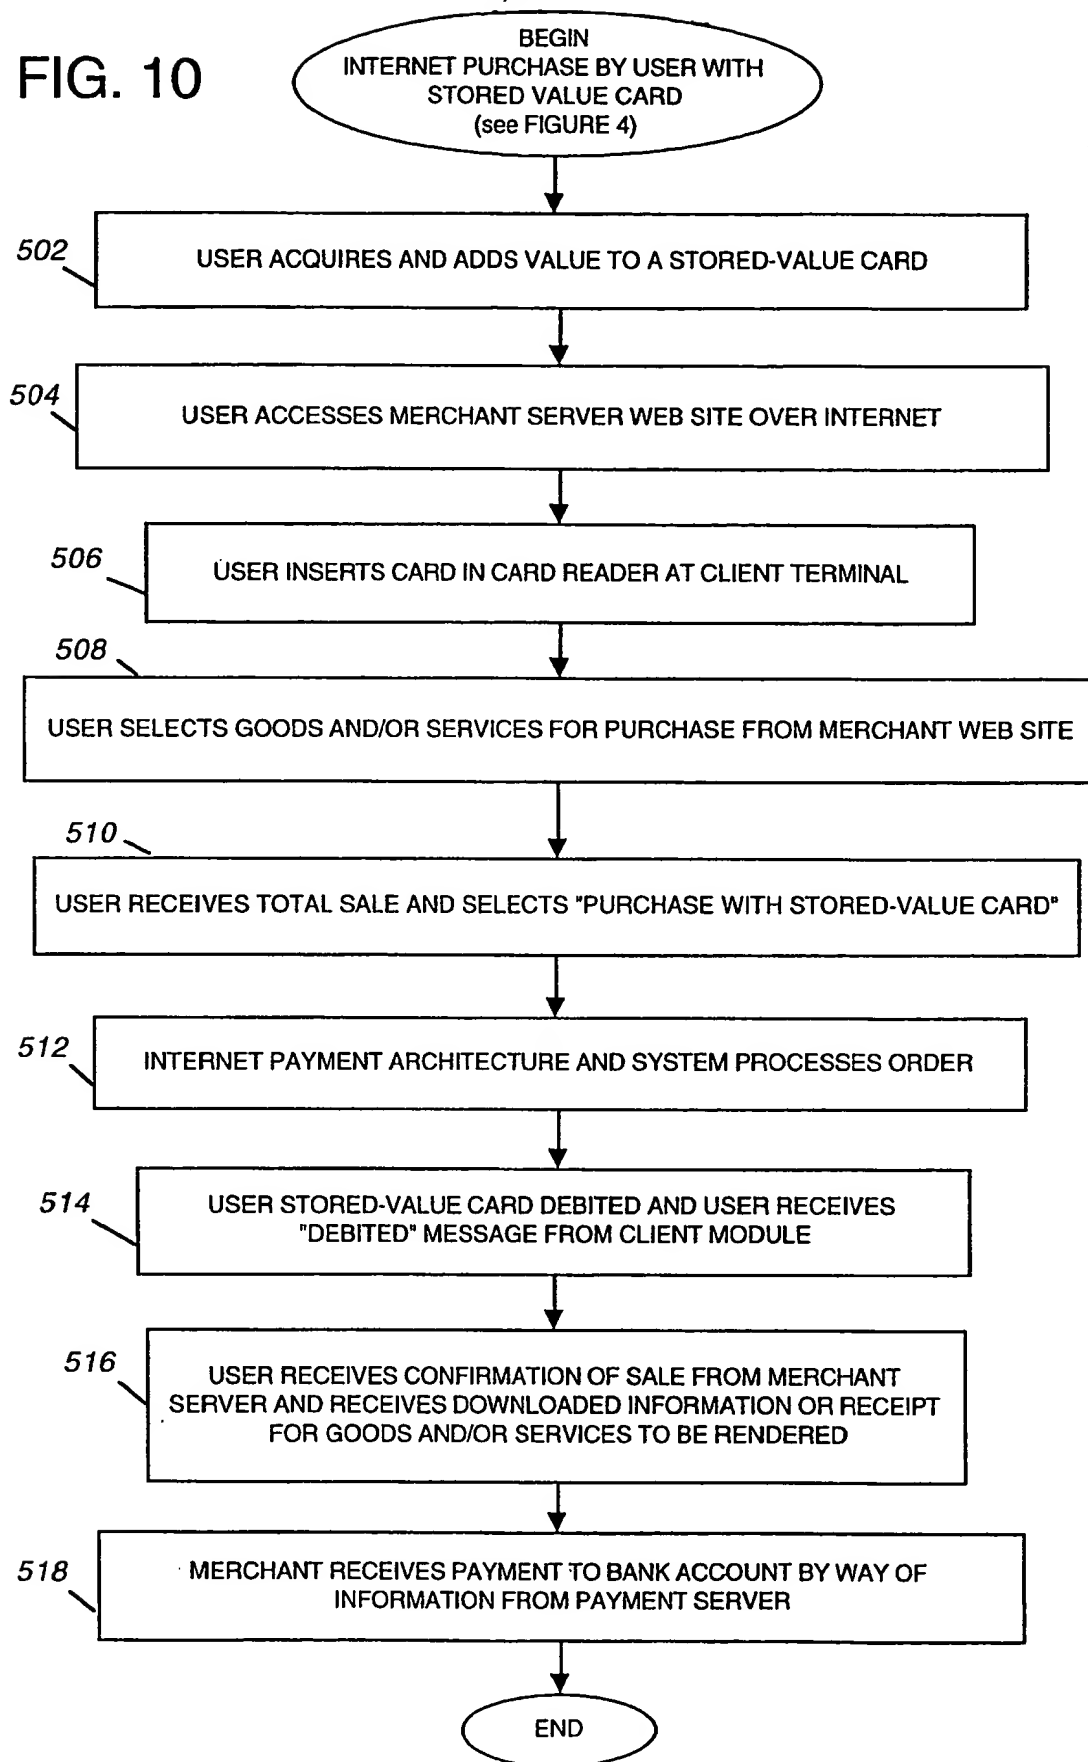 FIG. 10
BEGIN
INTERNET PURCHASE BY USER WITH
STORED VALUE CARD
(see FIGURE 4)
502
USER ACQUIRES AND ADDS VALUE TO A STORED-VALUE CARD
504
USER ACCESSES MERCHANT SERVER WEB SITE OVER INTERNET
506
USER INSERTS CARD IN CARD READER AT CLIENT TERMINAL
508
USER SELECTS GOODS AND/OR SERVICES FOR PURCHASE FROM MERCHANT WEB SITE
510
USER RECEIVES TOTAL SALE AND SELECTS "PURCHASE WITH STORED-VALUE CARD"
512
INTERNET PAYMENT ARCHITECTURE AND SYSTEM PROCESSES ORDER
514
USER STORED-VALUE CARD DEBITED AND USER RECEIVES
"DEBITED" MESSAGE FROM CLIENT MODULE
516
USER RECEIVES CONFIRMATION OF SALE FROM MERCHANT
SERVER AND RECEIVES DOWNLOADED INFORMATION OR RECEIPT
FOR GOODS AND/OR SERVICES TO BE RENDERED
518
MERCHANT RECEIVES PAYMENT TO BANK ACCOUNT BY WAY OF
INFORMATION FROM PAYMENT SERVER
END